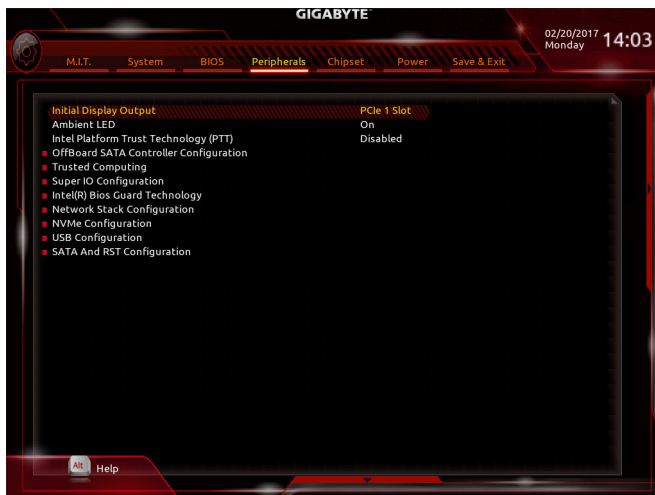 GIGABYTE™
02/20/2017 Monday 14:03
M.I.T. System BIOS Peripherals Chipset Power Save & Exit
Initial Display Output PCIe 1 Slot
Ambient LED On
Intel Platform Trust Technology (PTT) Disabled
OffBoard SATA Controller Configuration
Trusted Computing
Super IO Configuration
Intel(R) Bios Guard Technology
Network Stack Configuration
NVMe Configuration
USB Configuration
SATA And RST Configuration
Alt Help